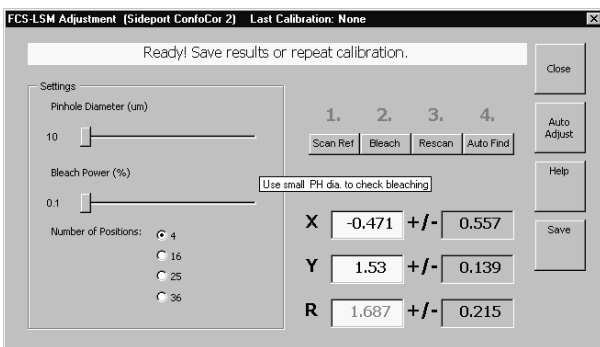 FCS-LSM Adjustment (Sideport ConfoCor 2) Last Calibration: None
Ready! Save results or repeat calibration.
Close
Settings
Pinhole Diameter (um)
10
1. 2. 3. 4.
Scan Ref Bleach Rescan Auto Find
Auto
Adjust
Bleach Power (%)
0.1
Use small PH dia. to check bleaching
Help
Number of Positions:
4
16
25
36
X -0.471 +/- 0.557
Save
Y 1.53 +/- 0.139
R 1.687 +/- 0.215